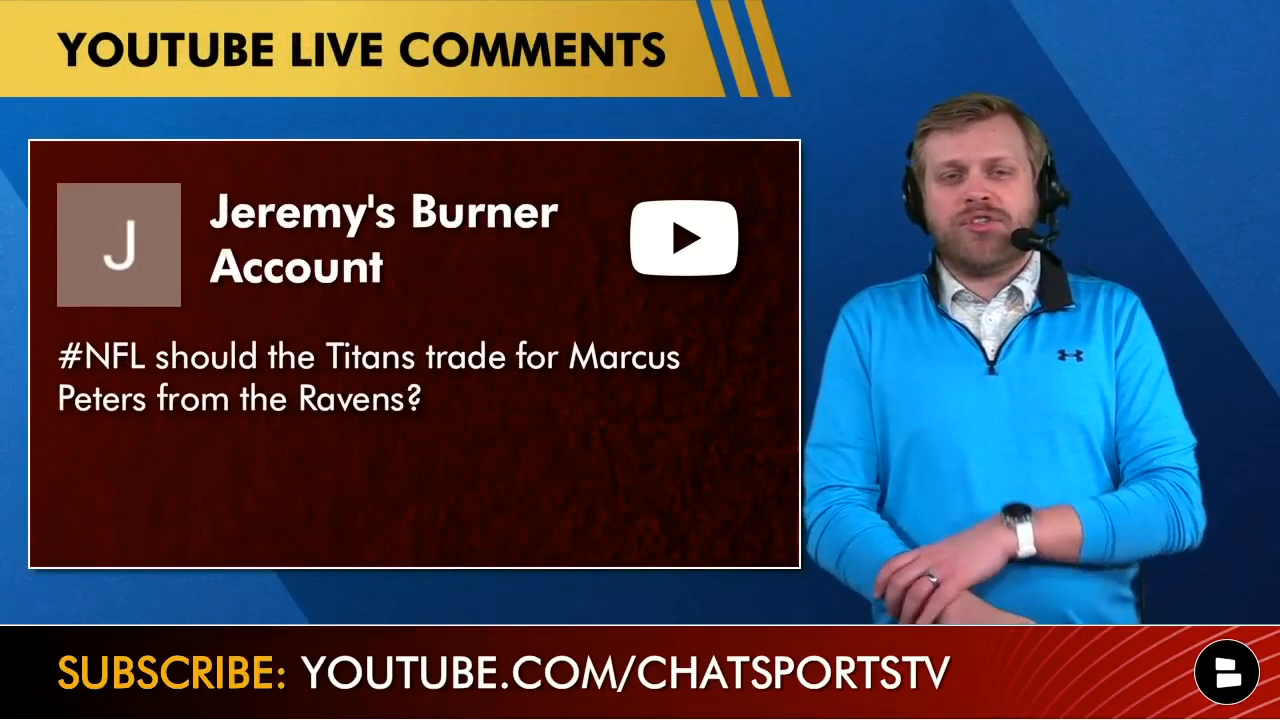 YOUTUBE LIVE COMMENTS
J
Jeremy's Burner
Account
#NFL should the Titans trade for Marcus
Peters from the Ravens?
SUBSCRIBE: YOUTUBE.COM/CHATSPORTSTV